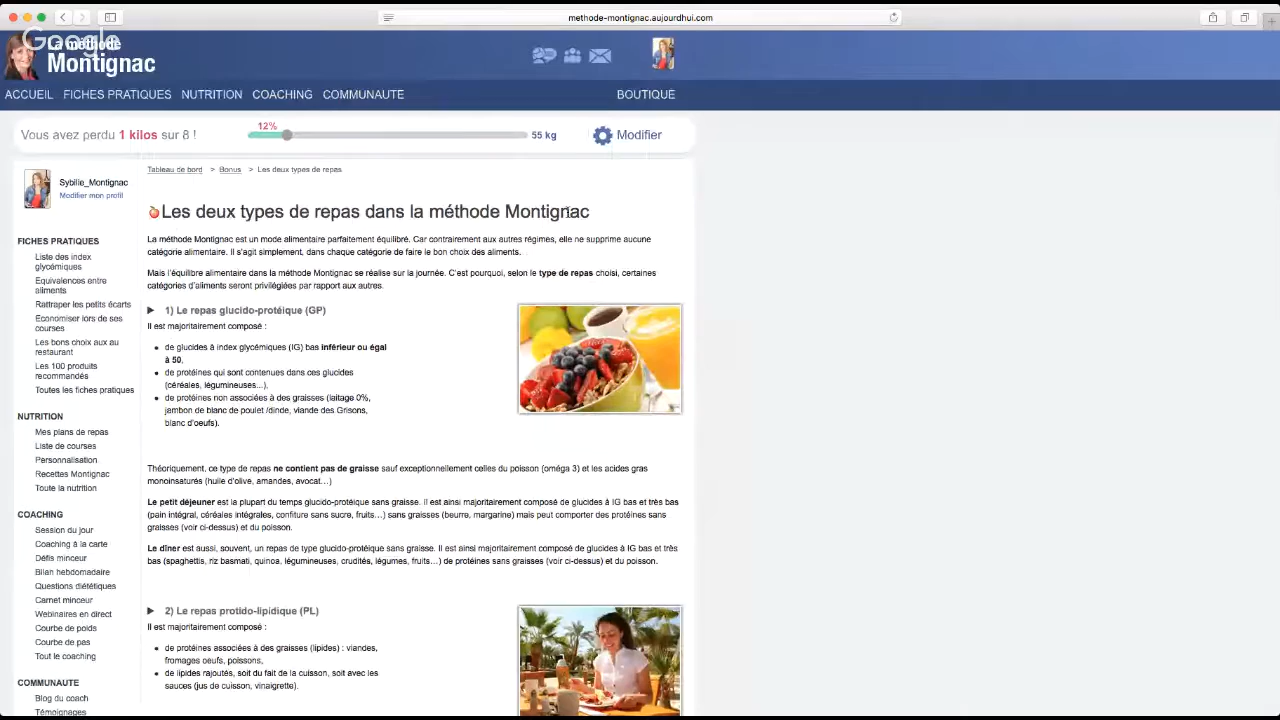 methode-montignac.aujourdhui.com
Google
La méthode
Montignac
ACCUEIL FICHES PRATIQUES NUTRITION COACHING COMMUNAUTE BOUTIQUE
Vous avez perdu 1 kilos sur 8 ! 12% 55 kg Modifier
Sybille_Montignac
Modifier mon profil
FICHES PRATIQUES
Liste des index
glycémiques
Equivalences entre
aliments
Rattraper les petits écarts
Economiser lors de ses
courses
Les bons choix aux au
restaurant
Les 100 produits
recommandés
Toutes les fiches pratiques
NUTRITION
Mes plans de repas
Liste de courses
Personnalisation
Recettes Montignac
Toute la nutrition
COACHING
Session du jour
Coaching à la carte
Défis minceur
Bilan hebdomadaire
Questions diététiques
Carnet minceur
Webinaires en direct
Courbe de poids
Courbe de pas
Tout le coaching
COMMUNAUTE
Blog du coach
Témoignages
Tableau de bord > Bonus > Les deux types de repas
Les deux types de repas dans la méthode Montignac
La méthode Montignac est un mode alimentaire parfaitement équilibré. Car contrairement aux autres régimes, elle ne supprime aucune
catégorie alimentaire. Il s'agit simplement, dans chaque catégorie de faire le bon choix des aliments.
Mais l'équilibre alimentaire dans la méthode Montignac se réalise sur la journée. C'est pourquoi, selon le type de repas choisi, certaines
catégories d'aliments seront privilégiées par rapport aux autres.
1) Le repas glucido-protéique (GP)
Il est majoritairement composé :
• de glucides à index glycémiques (IG) bas inférieur ou égal
à 50,
• de protéines qui sont contenues dans ces glucides
(céréales, légumineuses...),
• de protéines non associées à des graisses (laitage 0%,
jambon de blanc de poulet /dinde, viande des Grisons,
blanc d'oeufs).
Théoriquement, ce type de repas ne contient pas de graisse sauf exceptionnellement celles du poisson (oméga 3) et les acides gras
monoinsaturés (huile d'olive, amandes, avocat…)
Le petit déjeuner est la plupart du temps glucido-protéique sans graisse. Il est ainsi majoritairement composé de glucides à IG bas et très bas
(pain intégral, céréales intégrales, confiture sans sucre, fruits…) sans graisses (beurre, margarine) mais peut comporter des protéines sans
graisses (voir ci-dessus) et du poisson.
Le dîner est aussi, souvent, un repas de type glucido-protéique sans graisse. Il est ainsi majoritairement composé de glucides à IG bas et très
bas (spaghettis, riz basmati, quinoa, légumineuses, crudités, légumes, fruits…) de protéines sans graisses (voir ci-dessus) et du poisson.
2) Le repas protido-lipidique (PL)
Il est majoritairement composé :
• de protéines associées à des graisses (lipides) : viandes,
fromages oeufs, poissons,
• de lipides rajoutés, soit du fait de la cuisson, soit avec les
sauces (jus de cuisson, vinaigrette).